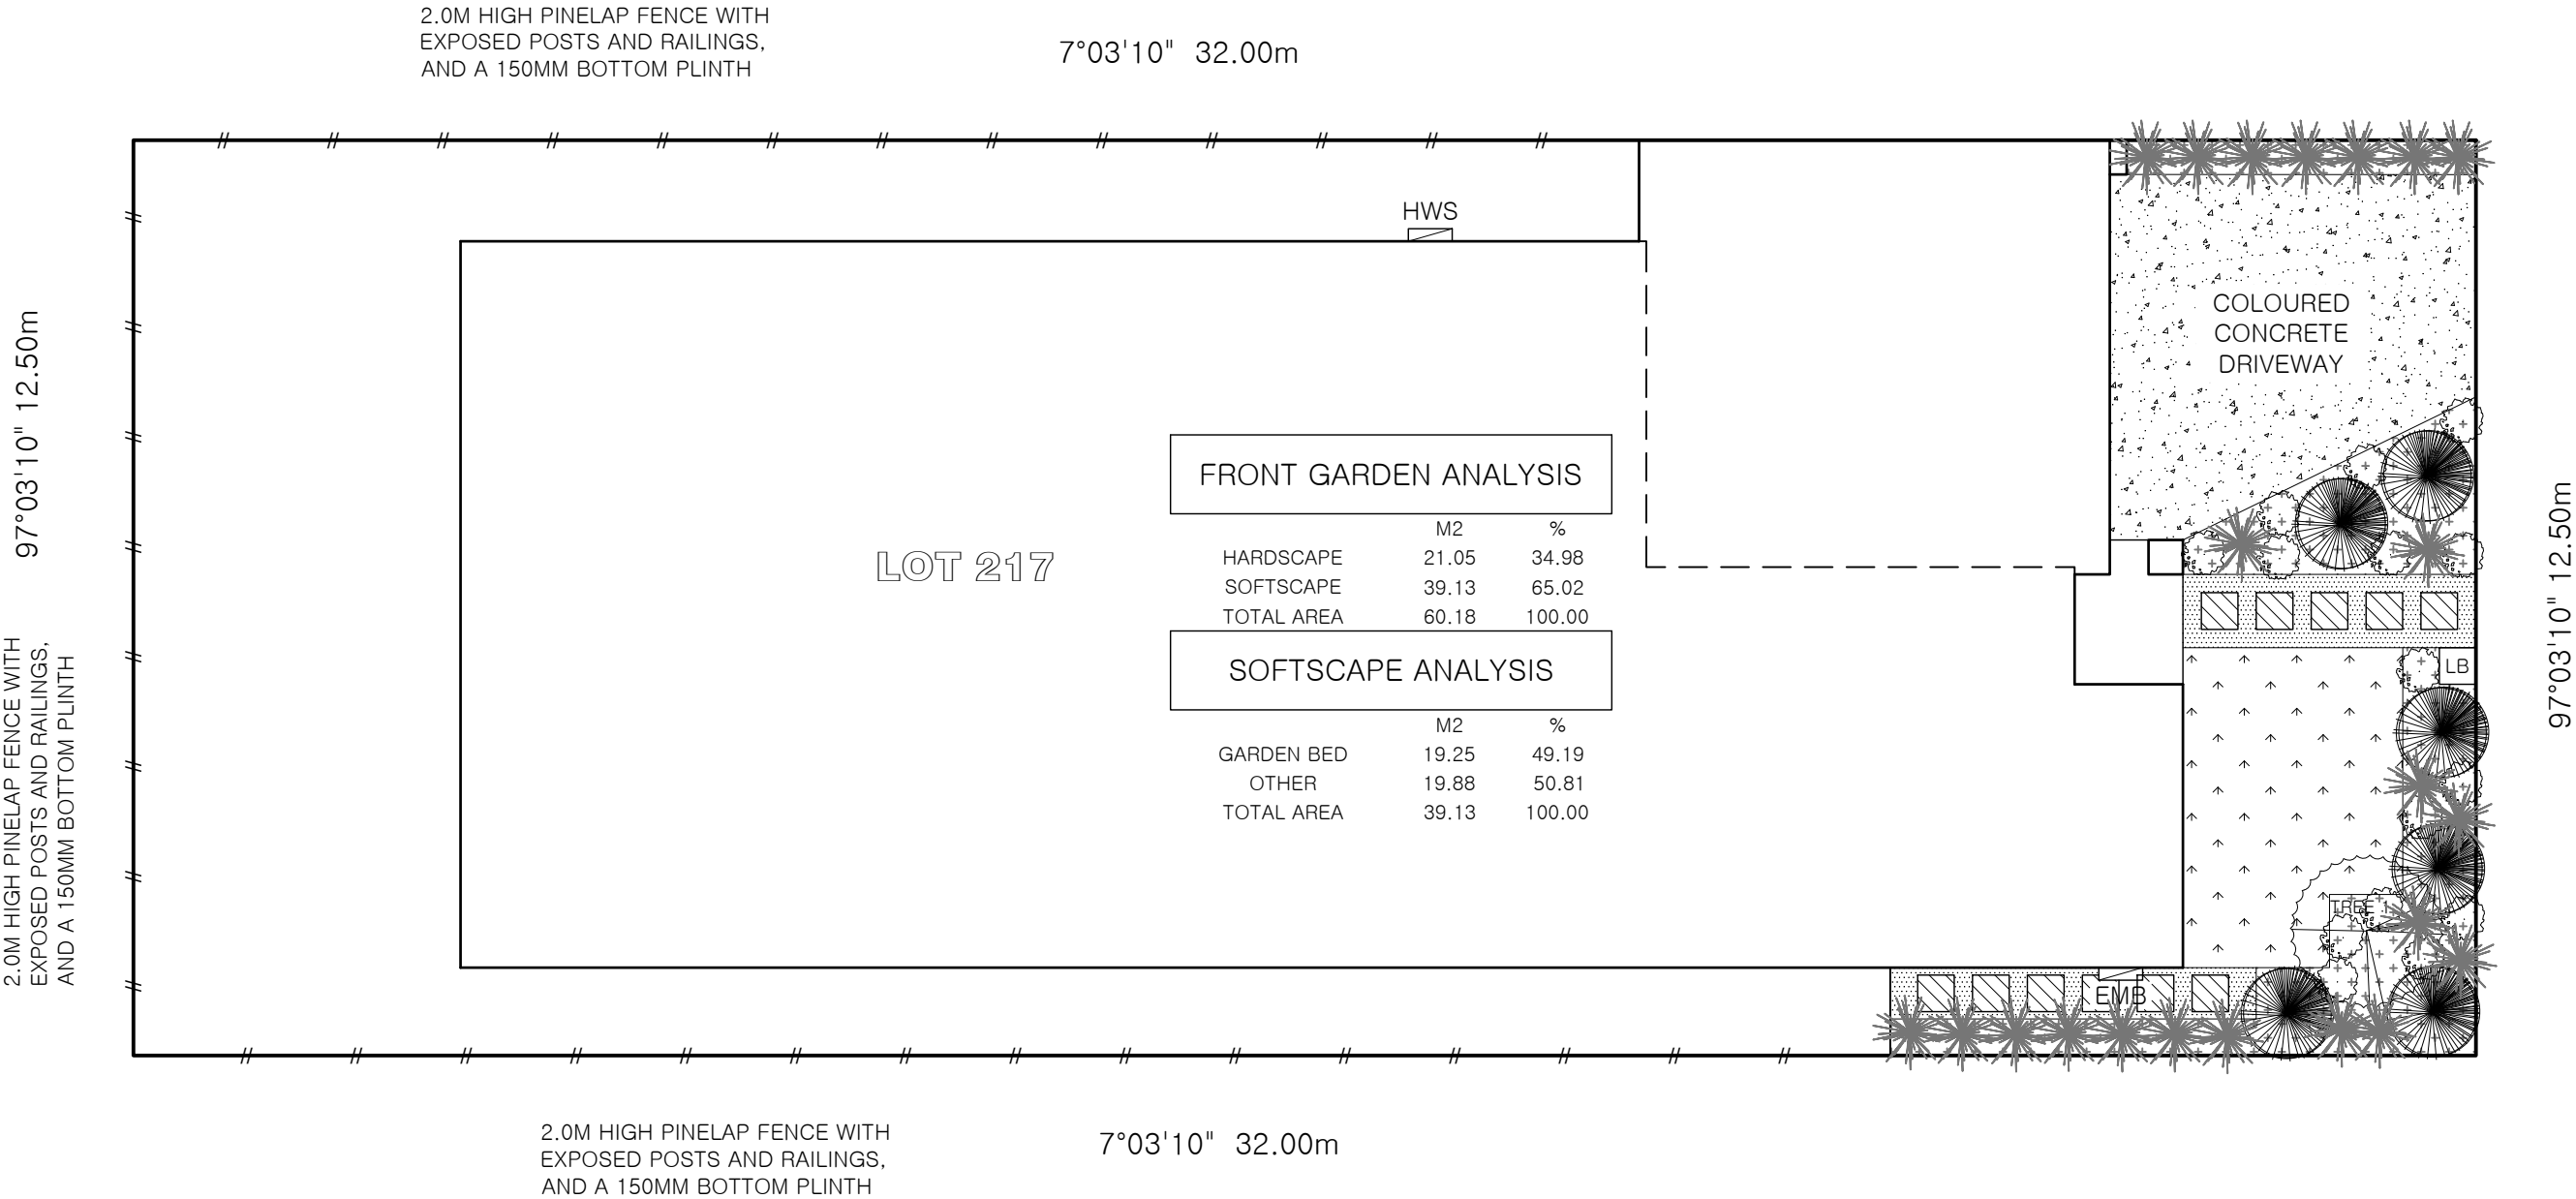 2.0M HIGH PINELAP FENCE WITH
EXPOSED POSTS AND RAILINGS,
AND A 150MM BOTTOM PLINTH
7°03'10" 32.00m
HWS
COLOURED
CONCRETE
DRIVEWAY
97°03'10" 12.50m
2.0M HIGH PINELAP FENCE WITH
EXPOSED POSTS AND RAILINGS,
AND A 150MM BOTTOM PLINTH
LOT 217
FRONT GARDEN ANALYSIS
M2 %
HARDSCAPE 21.05 34.98
SOFTSCAPE 39.13 65.02
TOTAL AREA 60.18 100.00
SOFTSCAPE ANALYSIS
M2 %
GARDEN BED 19.25 49.19
OTHER 19.88 50.81
TOTAL AREA 39.13 100.00
97°03'10" 12.50m
LB
TREE
EMB
2.0M HIGH PINELAP FENCE WITH
EXPOSED POSTS AND RAILINGS,
AND A 150MM BOTTOM PLINTH
7°03'10" 32.00m